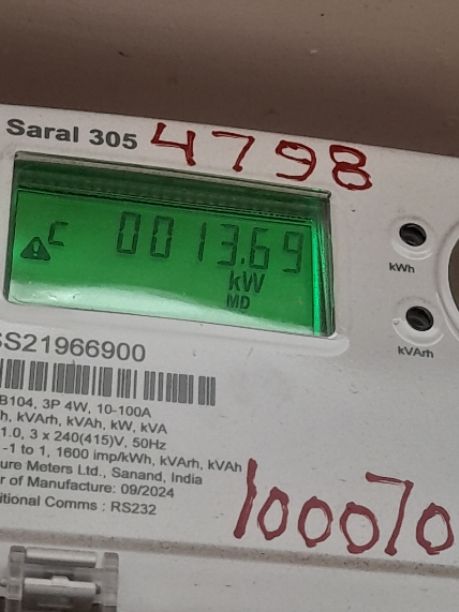 Saral 305 4798
C 0013.69
kW
MD
kWh
kVArh
SS21966900
B104, 3P 4W, 10-100A
h, kVArh, kVAh, kW, kVA
1.0, 3 x 240(415)V, 50Hz
-1 to 1, 1600 imp/kWh, kVArh, kVAh
ure Meters Ltd., Sanand, India
r of Manufacture: 09/2024
itional Comms : RS232
100070